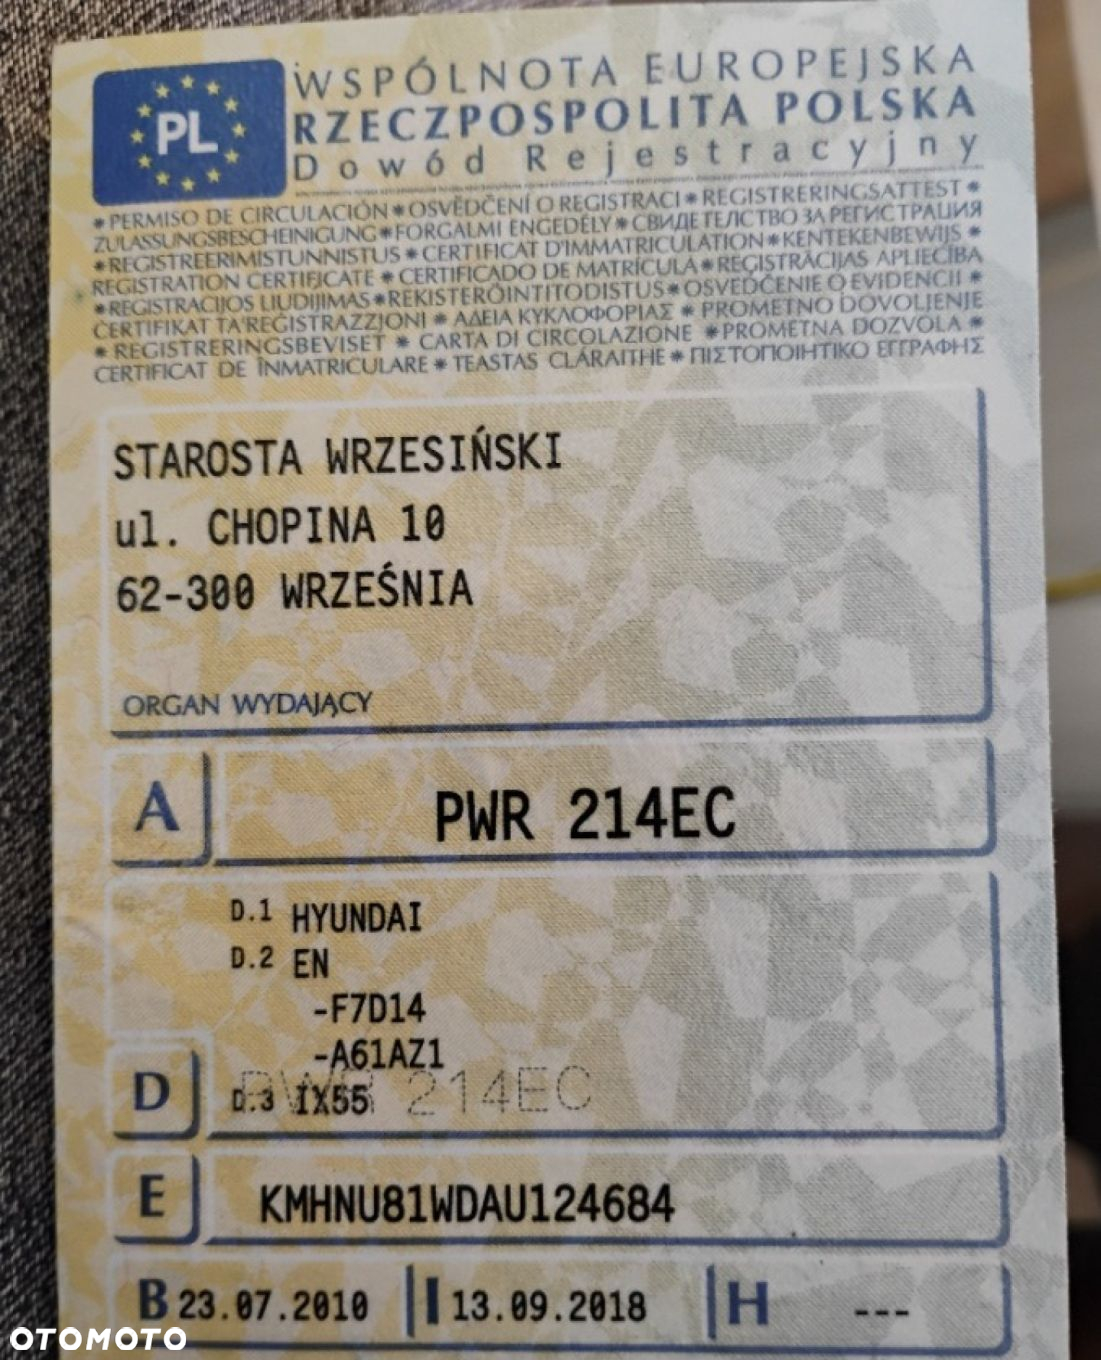 PL
WSPÓLNOTA EUROPEJSKA
RZECZPOSPOLITA POLSKA
Dowód Rejestracyjny
* PERMISO DE CIRCULACIÓN * OSVĚDČENÍ O REGISTRACI * REGISTRERINGSATTEST *
ZULASSUNGSBESCHEINIGUNG * FORGALMI ENGEDÉLY * СВИДЕТЕЛСТВО ЗА РЕГИСТРАЦИЯ
* REGISTREERIMISTUNNISTUS * CERTIFICAT D'IMMATRICULATION * KENTEKENBEWIJS *
REGISTRATION CERTIFICATE * CERTIFICADO DE MATRÍCULA * REĢISTRĀCIJAS APLIECĪBA
* REGISTRACIJOS LIUDIJIMAS * REKISTERÖINTITODISTUS * OSVEDČENIE O EVIDENCII *
ĊERTIFIKAT TA'REĠISTRAZZJONI * ΑΔΕΙΑ ΚΥΚΛΟΦΟΡΙΑΣ * PROMETNO DOVOLJENJE
* REGISTRERINGSBEVISET * CARTA DI CIRCOLAZIONE * PROMETNA DOZVOLA *
CERTIFICAT DE ÎNMATRICULARE * TEASTAS CLÁRAITHE * ΠΙΣΤΟΠΟΙΗΤΙΚΟ ΕΓΓΡΑΦΗΣ
STAROSTA WRZESIŃSKI
ul. CHOPINA 10
62-300 WRZEŚNIA
ORGAN WYDAJĄCY
A PWR 214EC
D.1 HYUNDAI
D.2 EN
-F7D14
-A61AZ1
D D.3 IX55
PWR 214EC
E KMHNU81WDAU124684
B 23.07.2010 I 13.09.2018 H ---
OTOMOTO